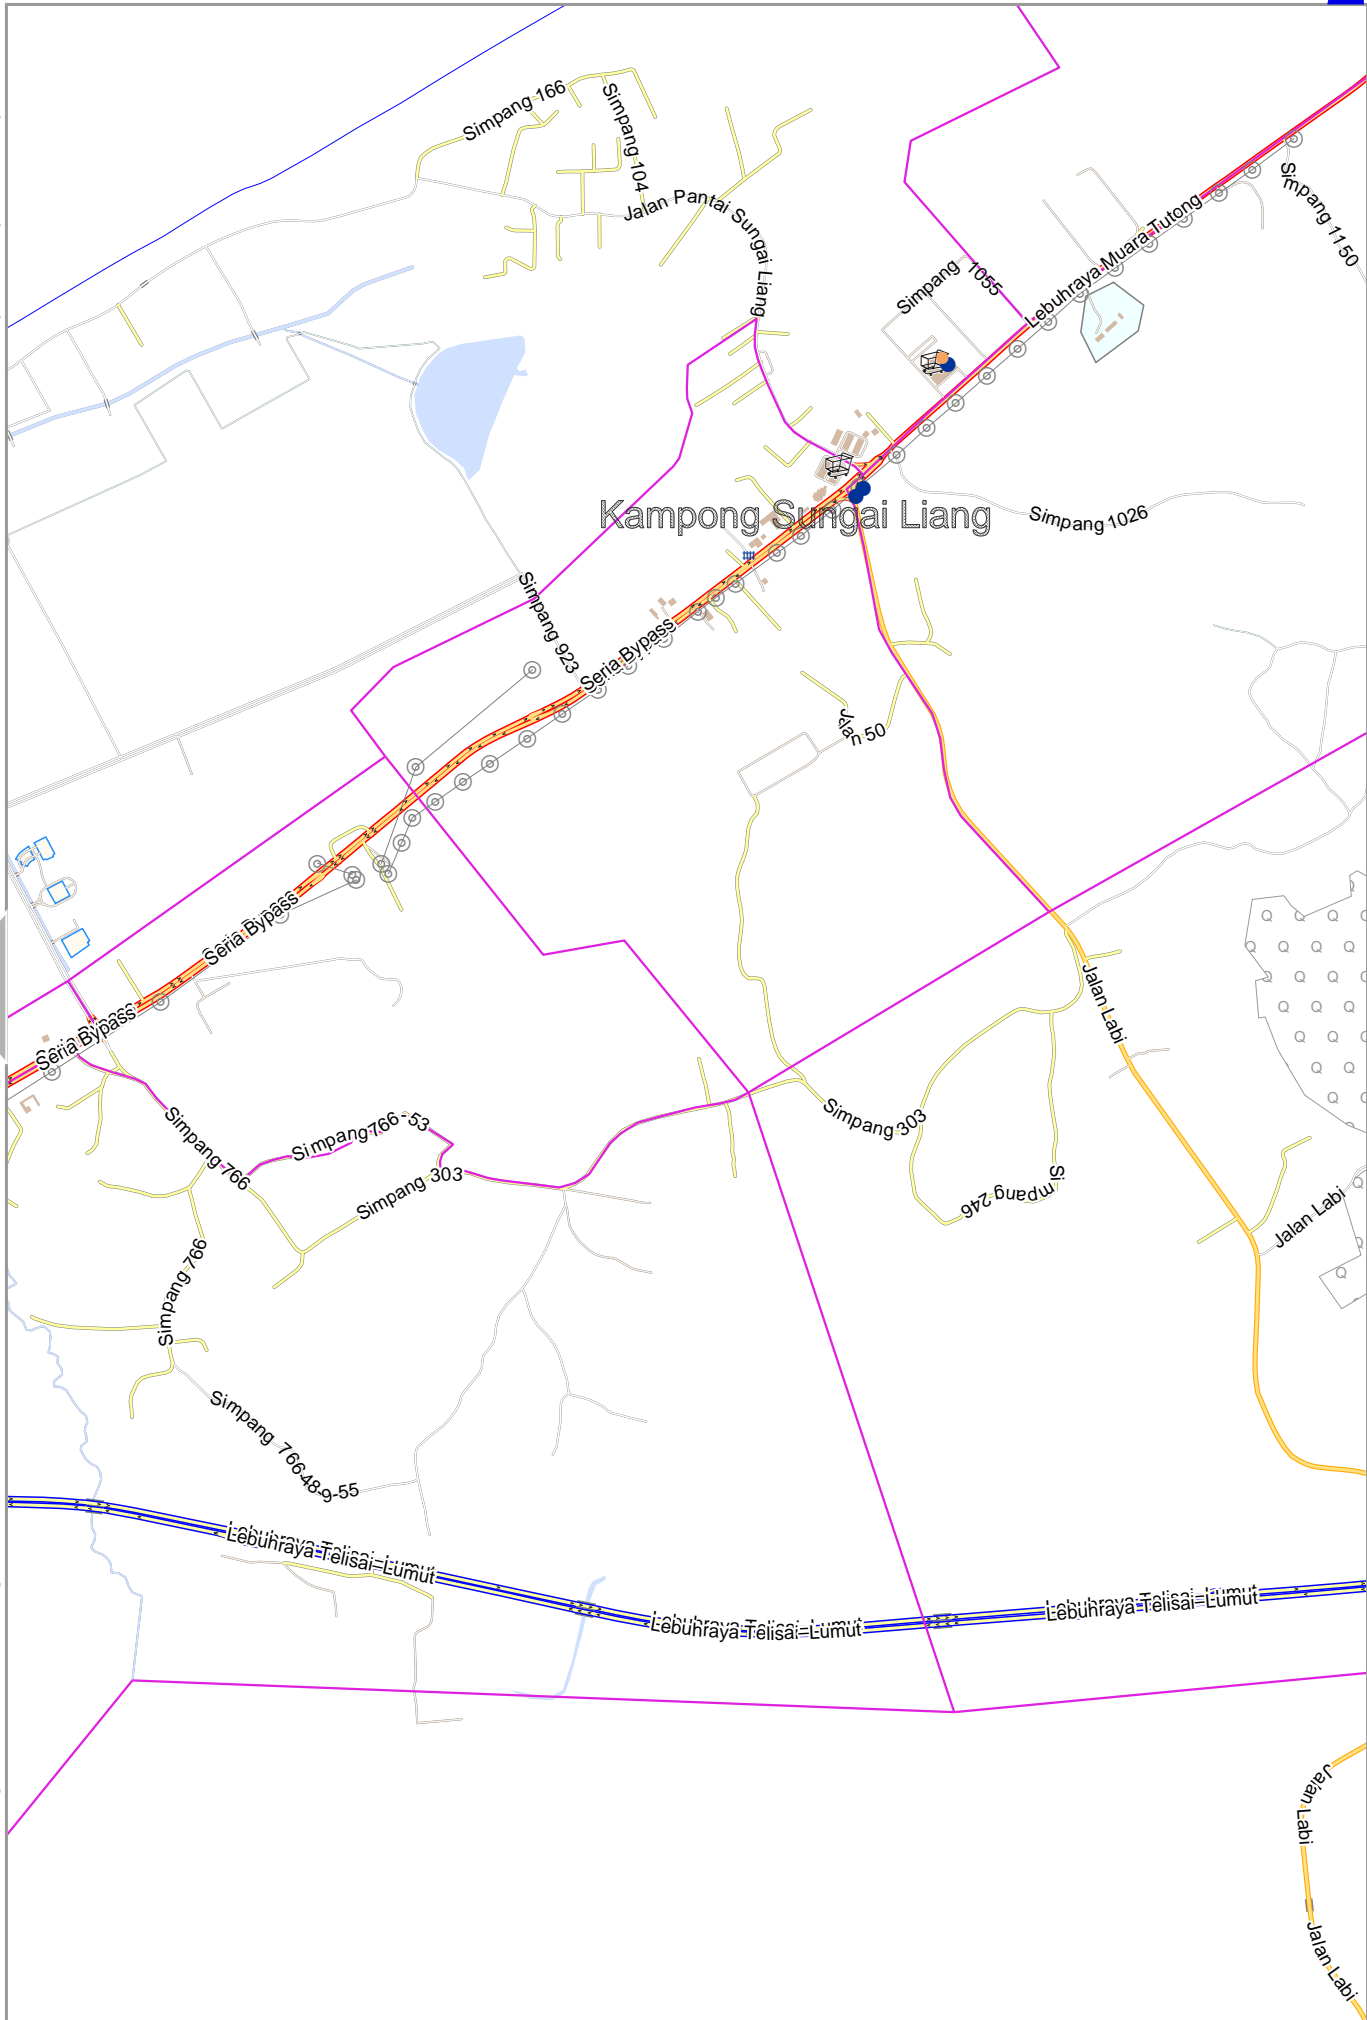 Simpang 166
Simpang 104
Jalan Pantai Sungai Liang
Simpang 1150
Lebuhraya Muara Tutong
Simpang 1055
Kampong Sungai Liang
Simpang 1026
Simpang 923
Seria Bypass
Jalan 50
Seria Bypass
Jalan Labi
Seria Bypass
Simpang 303
Simpang 766-53
Simpang 766
Simpang 303
Simpang 246
Jalan Labi
Simpang 766
Simpang 766-48-9-55
Lebuhraya Telisai-Lumut
Lebuhraya Telisai-Lumut
Lebuhraya Telisai-Lumut
Jalan Labi
Jalan Labi